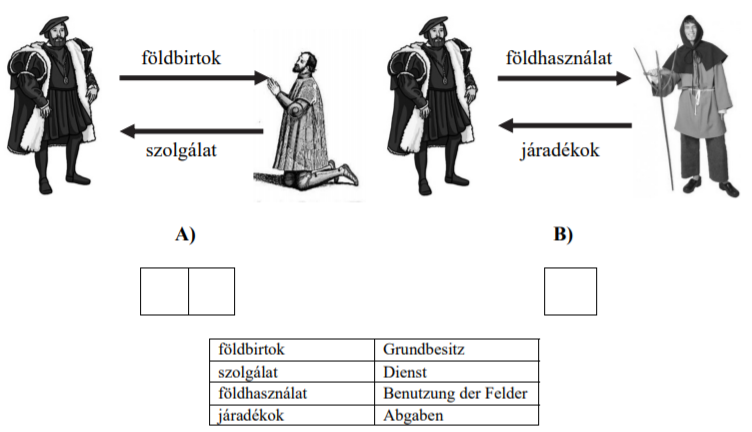 földbirtok
szolgálat
földhasználat
járadékok
A)
B)
földbirtok Grundbesitz
szolgálat Dienst
földhasználat Benutzung der Felder
járadékok Abgaben